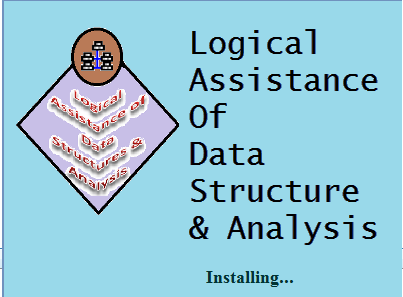 Logical
Assistance of
Data
Structures &
Analysis
Logical
Assistance
Of
Data
Structure
& Analysis
Installing...